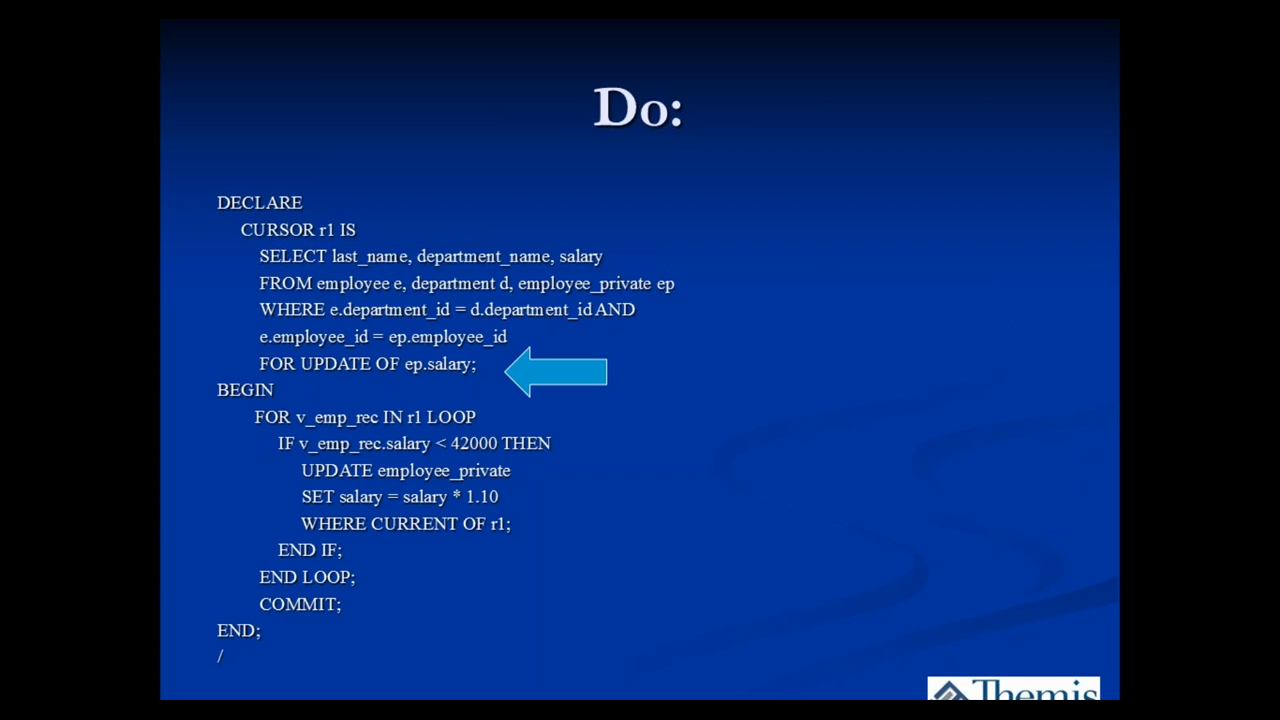 Do:
DECLARE
CURSOR r1 IS
SELECT last_name, department_name, salary
FROM employee e, department d, employee_private ep
WHERE e.department_id = d.department_id AND
e.employee_id = ep.employee_id
FOR UPDATE OF ep.salary;
BEGIN
FOR v_emp_rec IN r1 LOOP
IF v_emp_rec.salary < 42000 THEN
UPDATE employee_private
SET salary = salary * 1.10
WHERE CURRENT OF r1;
END IF;
END LOOP;
COMMIT;
END;
/
Themis